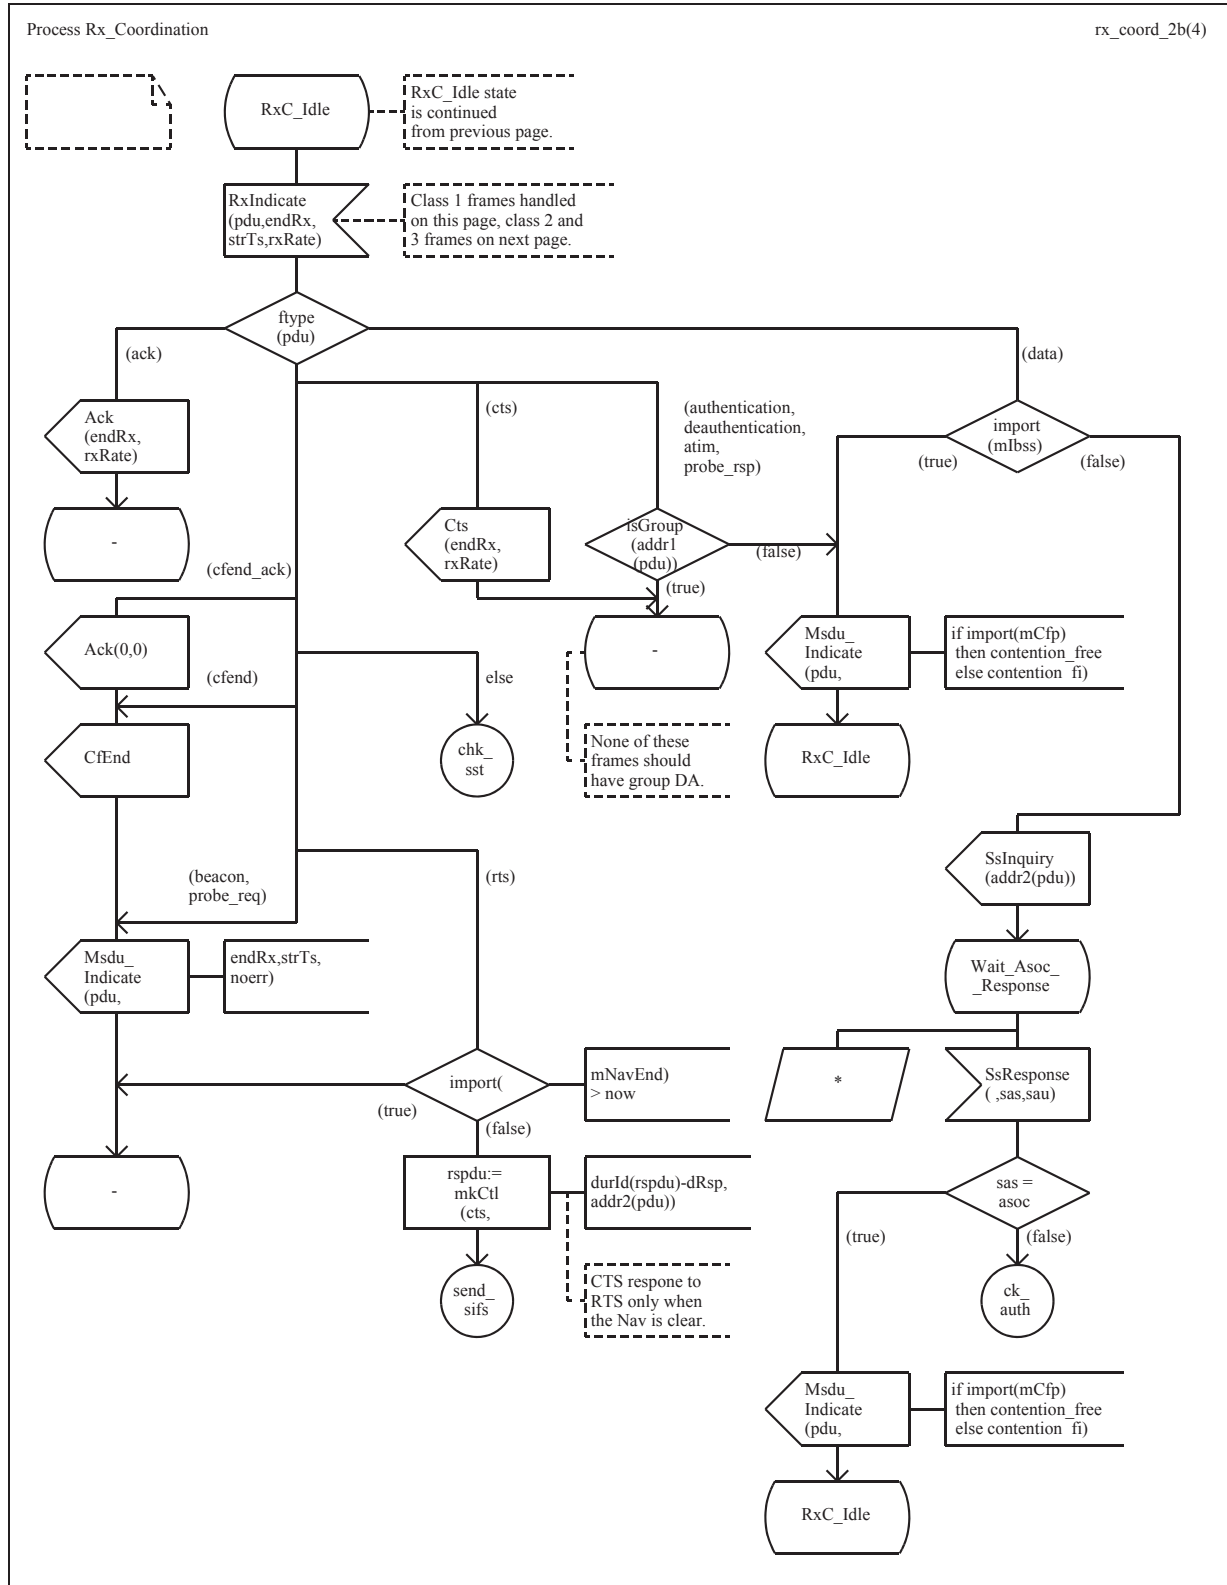 Process Rx_Coordination
rx_coord_2b(4)
RxC_Idle
RxC_Idle state
is continued
from previous page.
RxIndicate
(pdu,endRx,
strTs,rxRate)
Class 1 frames handled
on this page, class 2 and
3 frames on next page.
ftype
(pdu)
(ack)
(data)
Ack
(endRx,
rxRate)
(cts)
(authentication,
deauthentication,
atim,
probe_rsp)
import
(mIbss)
(true)
(false)
-
Cts
(endRx,
rxRate)
isGroup
(addr1
(pdu))
(false)
(true)
(cfend_ack)
Ack(0,0)
(cfend)
else
-
Msdu_
Indicate
(pdu,
if import(mCfp)
then contention_free
else contention_fi)
CfEnd
chk_
sst
None of these
frames should
have group DA.
RxC_Idle
SsInquiry
(addr2(pdu))
(beacon,
probe_req)
(rts)
Msdu_
Indicate
(pdu,
endRx,strTs,
noerr)
Wait_Asoc_
_Response
import(
mNavEnd)
> now
*
SsResponse
( ,sas,sau)
(true)
(false)
-
rspdu:=
mkCtl
(cts,
durId(rspdu)-dRsp,
addr2(pdu))
sas =
asoc
(true)
(false)
send_
sifs
CTS respone to
RTS only when
the Nav is clear.
ck_
auth
Msdu_
Indicate
(pdu,
if import(mCfp)
then contention_free
else contention_fi)
RxC_Idle